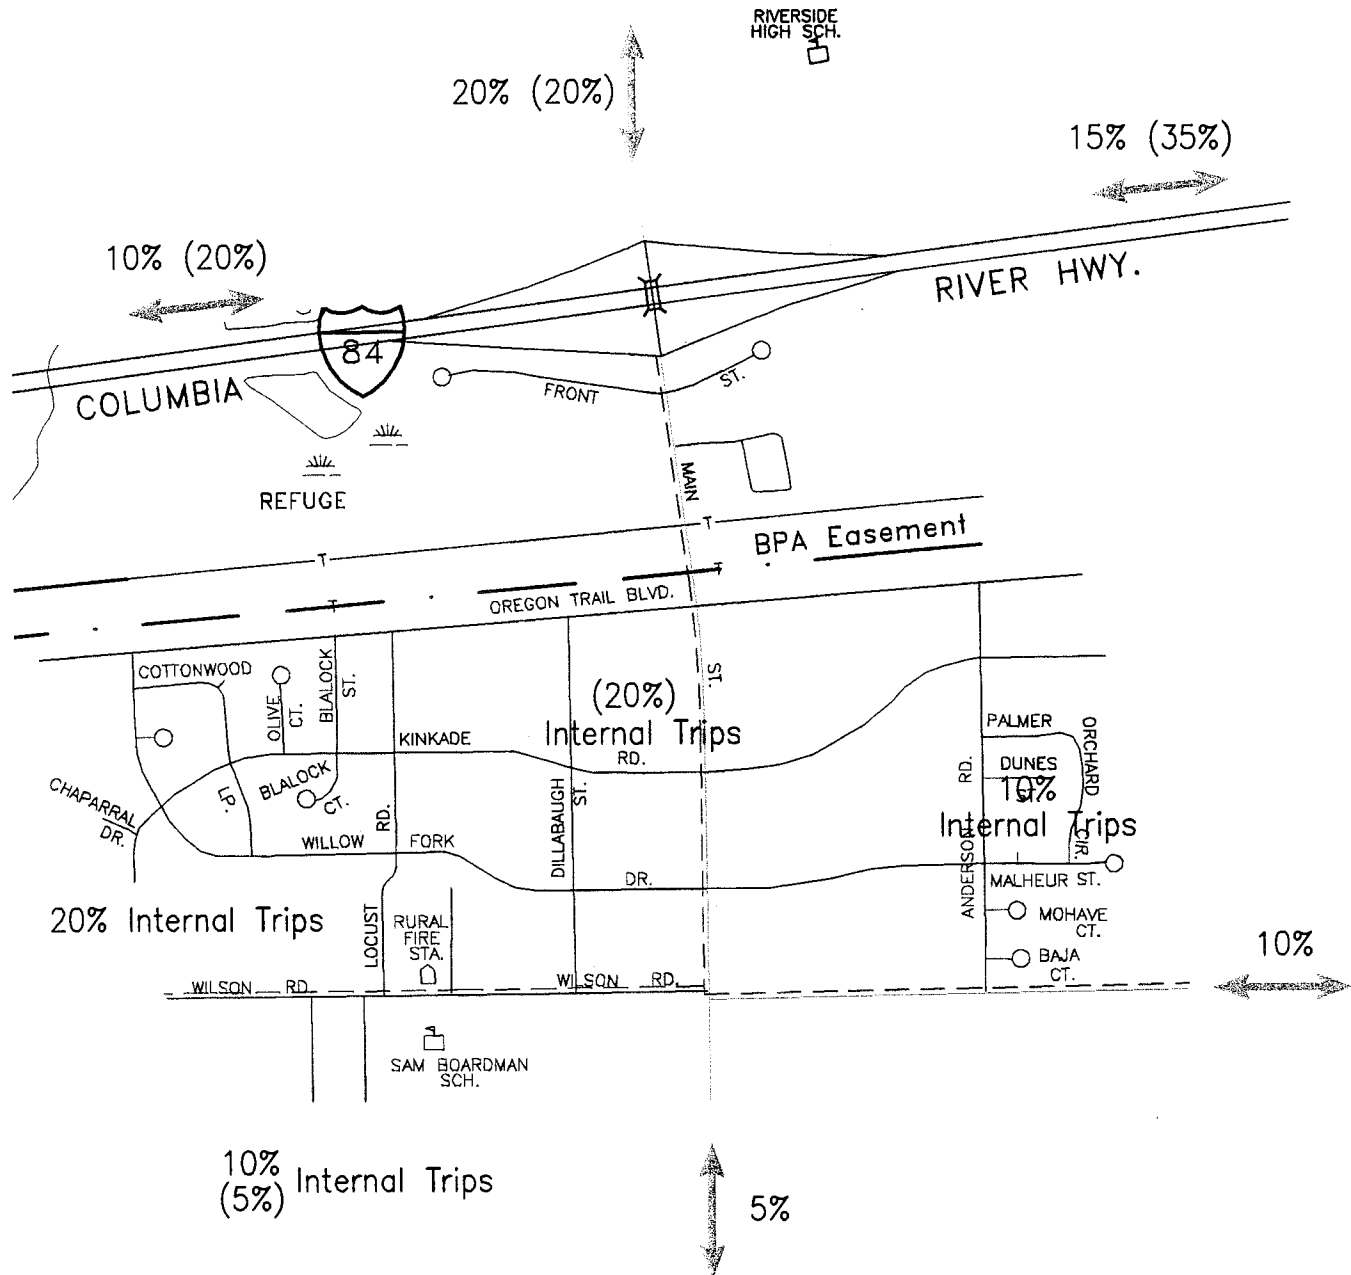 RIVERSIDE
HIGH SCH.
20% (20%)
15% (35%)
10% (20%)
RIVER HWY.
84
COLUMBIA
FRONT
ST.
MAIN
REFUGE
T
BPA Easement
T
T
T
OREGON TRAIL BLVD.
COTTONWOOD
OLIVE
CT.
BLALOCK
ST.
ST.
(20%)
Internal Trips
KINKADE
RD.
PALMER
ORCHARD
CIR.
DUNES
ST.
10%
Internal Trips
CHAPARRAL
DR.
LP.
BLALOCK
CT.
RD.
LOCUST
DILLABAUGH
ST.
RD.
ANDERSON
WILLOW
FORK
DR.
MALHEUR ST.
20% Internal Trips
RURAL
FIRE
STA.
MOHAVE
CT.
BAJA
CT.
10%
WILSON RD.
WILSON RD.
SAM BOARDMAN
SCH.
10%
(5%)
Internal Trips
5%